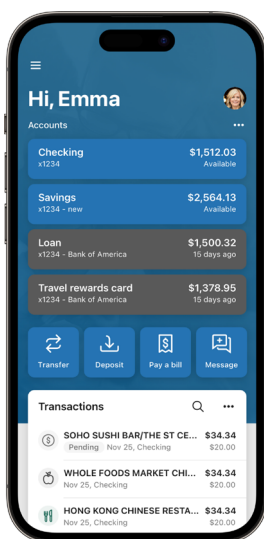 Hi, Emma
Accounts
Checking $1,512.03
x1234 Available
Savings $2,564.13
x1234 - new Available
Loan $1,500.32
x1234 - Bank of America 15 days ago
Travel rewards card $1,378.95
x1234 - Bank of America 15 days ago
Transfer Deposit Pay a bill Message
Transactions
SOHO SUSHI BAR/THE ST CE... $34.34
Pending Nov 25, Checking $20.00
WHOLE FOODS MARKET CHI... $34.34
Nov 25, Checking $20.00
HONG KONG CHINESE RESTA... $34.34
Nov 25, Checking $20.00